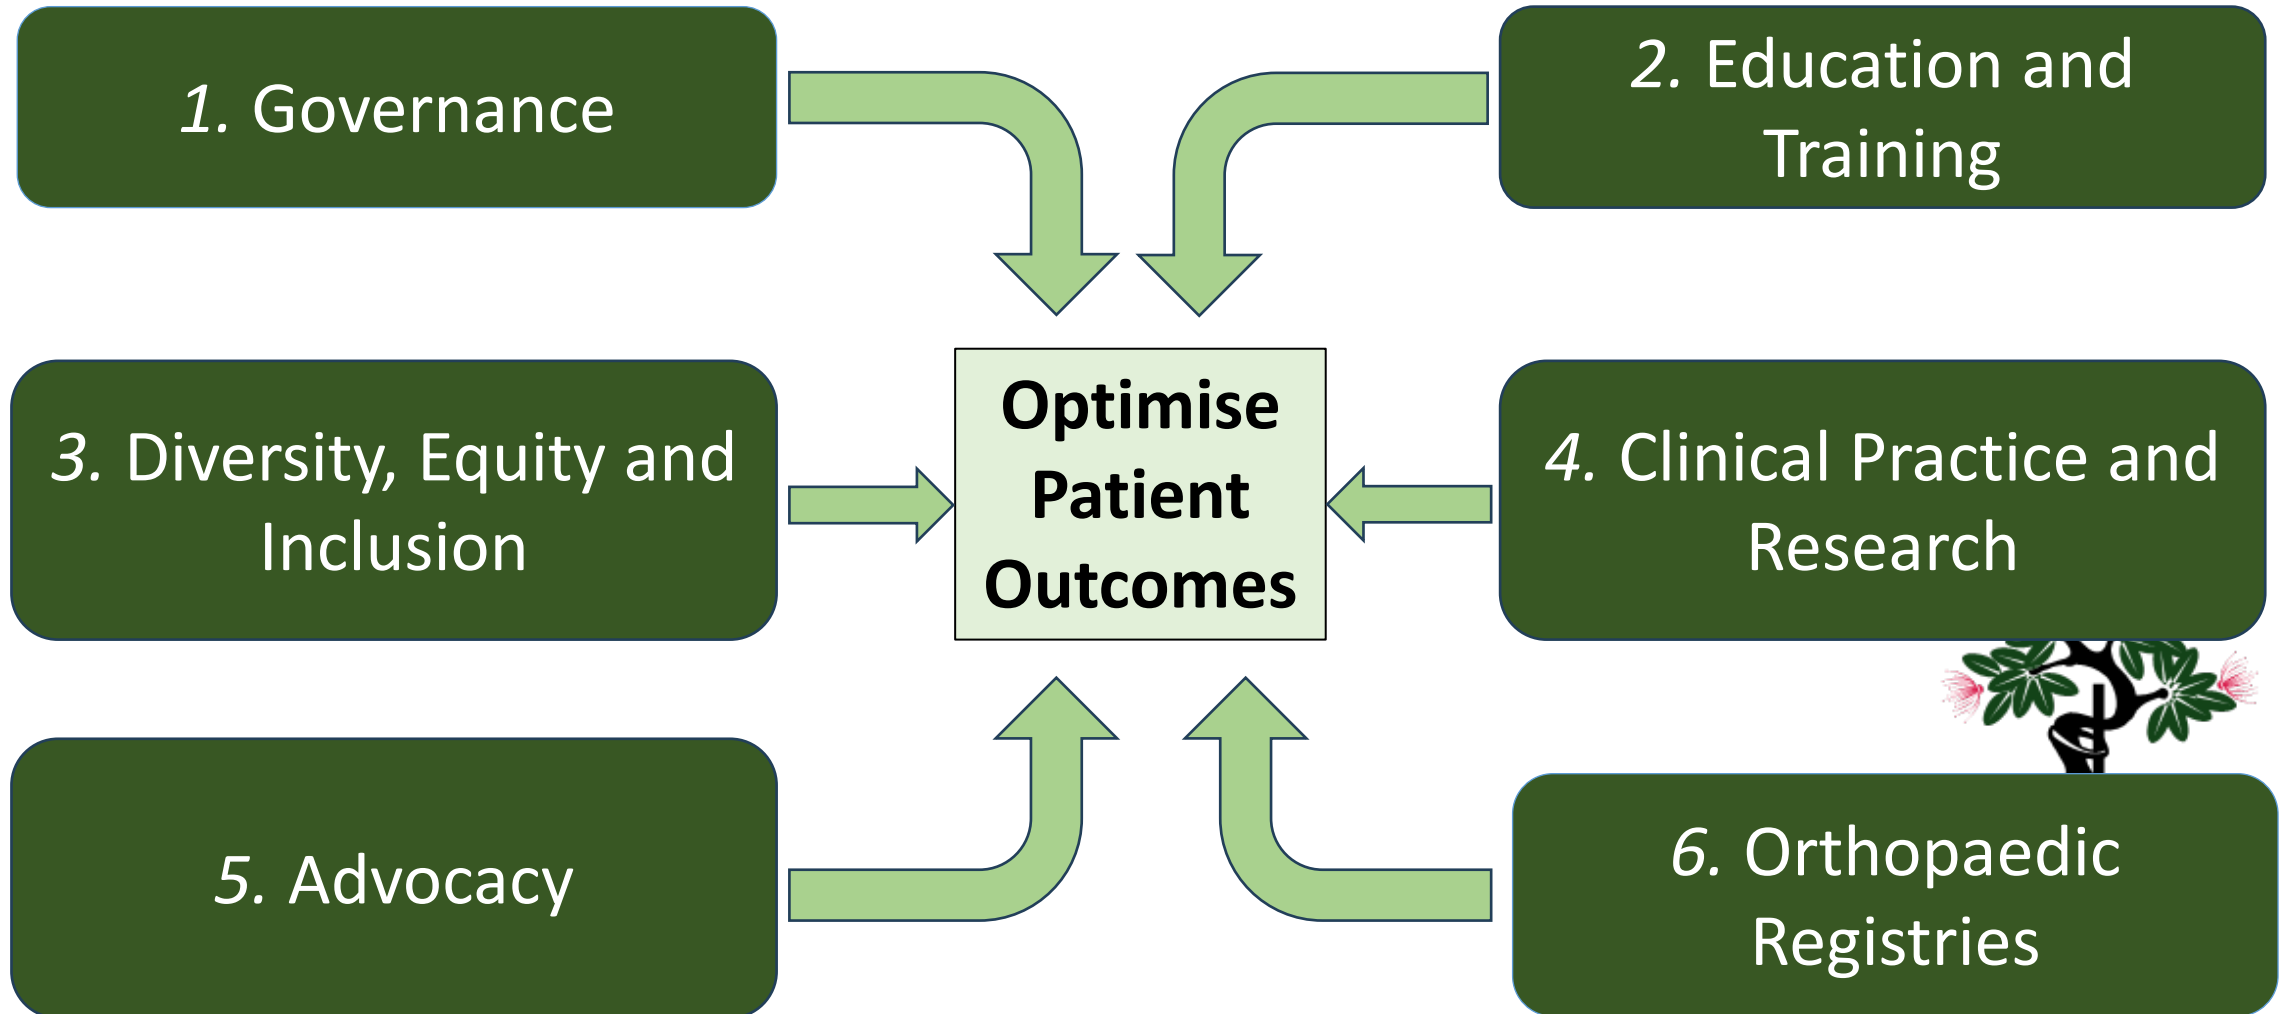 1. Governance
2. Education and
Training
3. Diversity, Equity and
Inclusion
Optimise
Patient
Outcomes
4. Clinical Practice and
Research
5. Advocacy
6. Orthopaedic
Registries